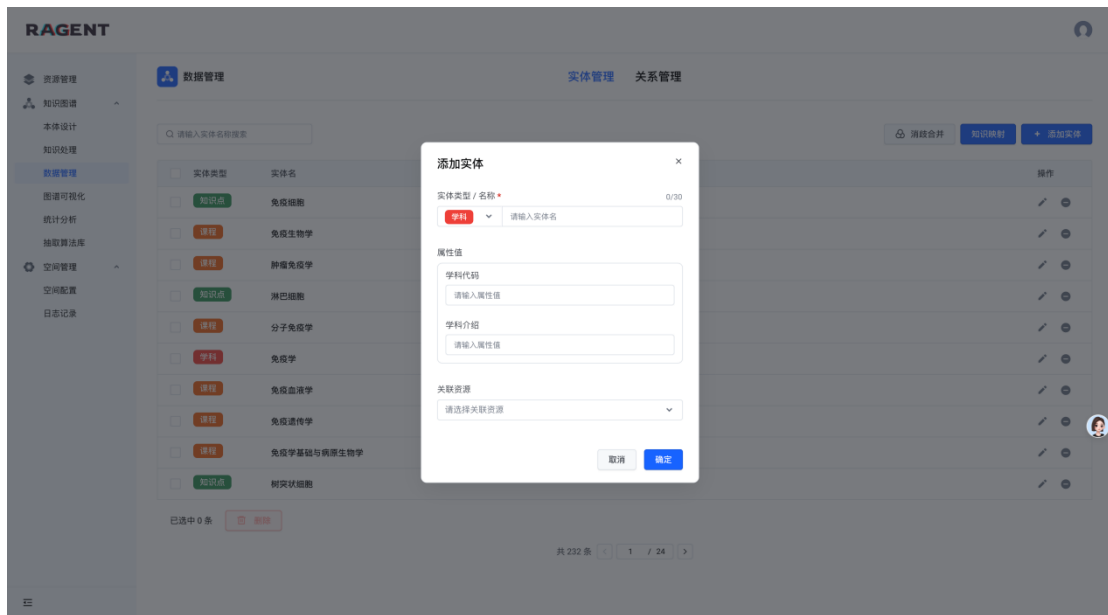 RAGENT
资源管理
知识图谱
本体设计
知识处理
数据管理
图谱可视化
统计分析
抽取算法库
空间管理
空间配置
日志记录
数据管理
实体管理 关系管理
请输入实体名称搜索
消歧合并 知识映射 + 添加实体
实体类型 实体名 操作
知识点 免疫细胞
课程 免疫生物学
课程 肿瘤免疫学
知识点 淋巴细胞
课程 分子免疫学
学科 免疫学
课程 免疫血液学
课程 免疫遗传学
课程 免疫学基础与病原生物学
知识点 树突状细胞
已选中 0 条 删除
共 232 条 < 1 / 24 >
添加实体 ×
实体类型 / 名称 * 0/30
学科 请输入实体名
属性值
学科代码
请输入属性值
学科介绍
请输入属性值
关联资源
请选择关联资源
取消 确定